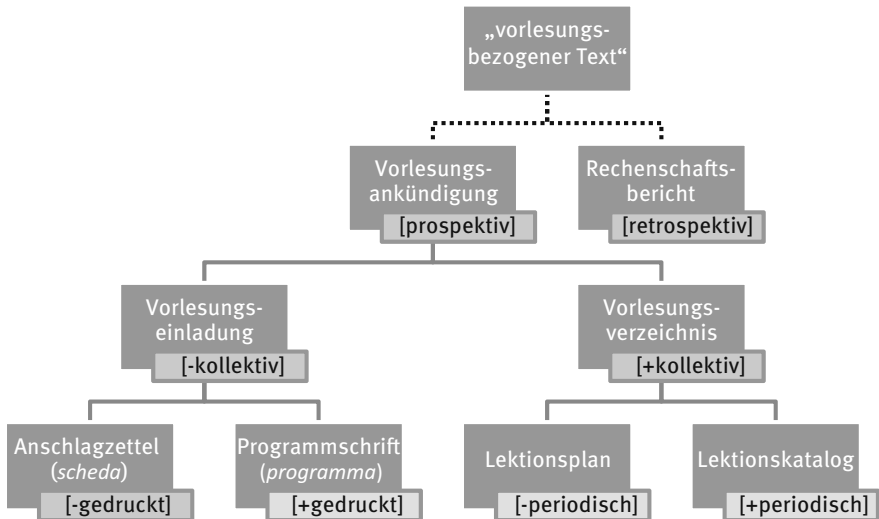 „vorlesungs-
bezogener Text“
Vorlesungs-
ankündigung
[prospektiv]
Rechenschafts-
bericht
[retrospektiv]
Vorlesungs-
einladung
[-kollektiv]
Vorlesungs-
verzeichnis
[+kollektiv]
Anschlagzettel
(scheda)
[-gedruckt]
Programmschrift
(programma)
[+gedruckt]
Lektionsplan
[-periodisch]
Lektionskatalog
[+periodisch]